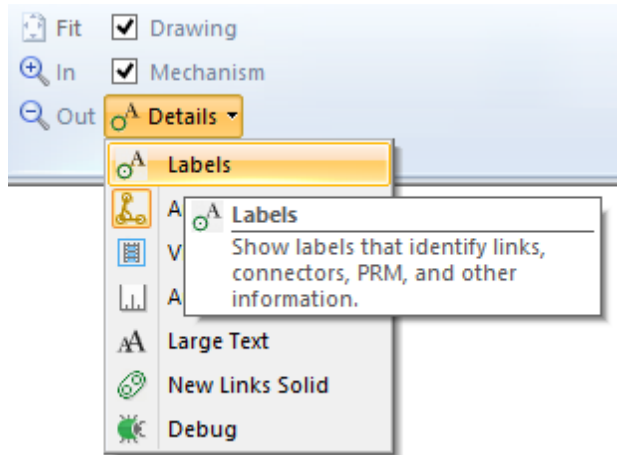 Fit Drawing
In Mechanism
Out A Details
A Labels
A Labels
Show labels that identify links,
connectors, PRM, and other
information.
AA Large Text
New Links Solid
Debug